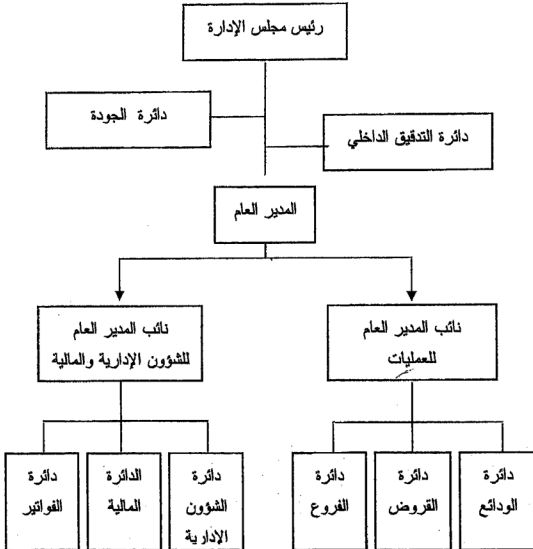 رئيس مجلس الإدارة
دائرة الجودة
دائرة التدقيق الداخلي
المدير العام
نائب المدير العام
للعمليات
نائب المدير العام
للشؤون الإدارية والمالية
دائرة
الودائع
دائرة
القروض
دائرة
الفروع
دائرة
الشؤون
الإدارية
الدائرة
المالية
دائرة
الفواتير